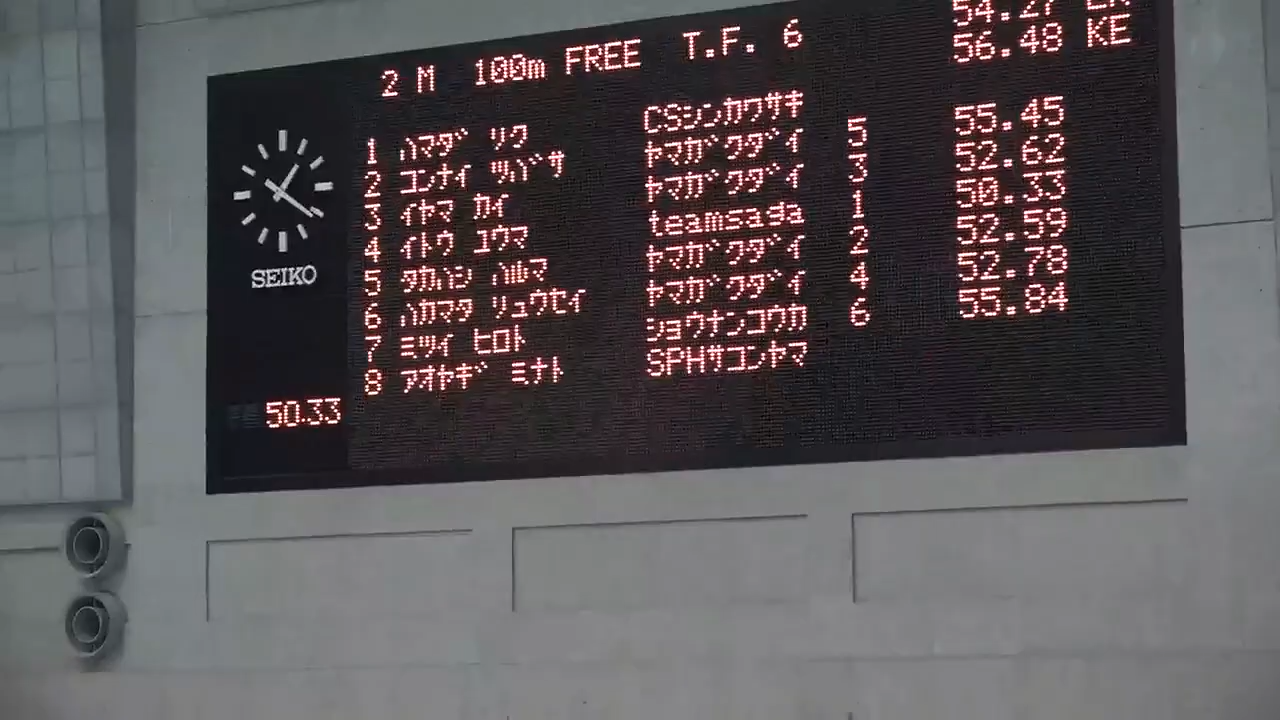 54.27
2 M 100m FREE T.F. 6 56.48 KE
1 ハマダ リク CSシンカワサキ
2 コンナイ ツバサ ヤマガクダイ 5 55.45
3 イヤマ カイ ヤマガクダイ 3 52.62
4 イトウ ユウマ teamsada 1 50.33
5 タカハシ ハルマ ヤマガクダイ 2 52.59
6 ハカマタ リュウセイ ヤマガクダイ 4 52.78
7 ミツイ ヒロト ショウナンコウカ 6 55.84
8 アオヤギ ミナト SPHサコンヤマ
SEIKO
50.33